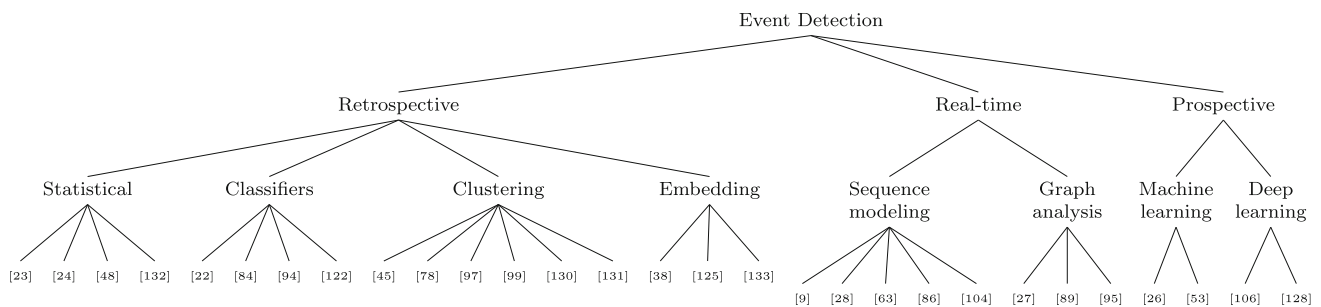 Event Detection
Retrospective Real-time Prospective
Statistical Classifiers Clustering Embedding Sequence modeling Graph analysis Machine learning Deep learning
[23] [24] [48] [132] [22] [84] [94] [122] [45] [78] [97] [99] [130] [131] [38] [125] [133]
[9] [28] [63] [86] [104] [27] [89] [95] [26] [53] [106] [128]